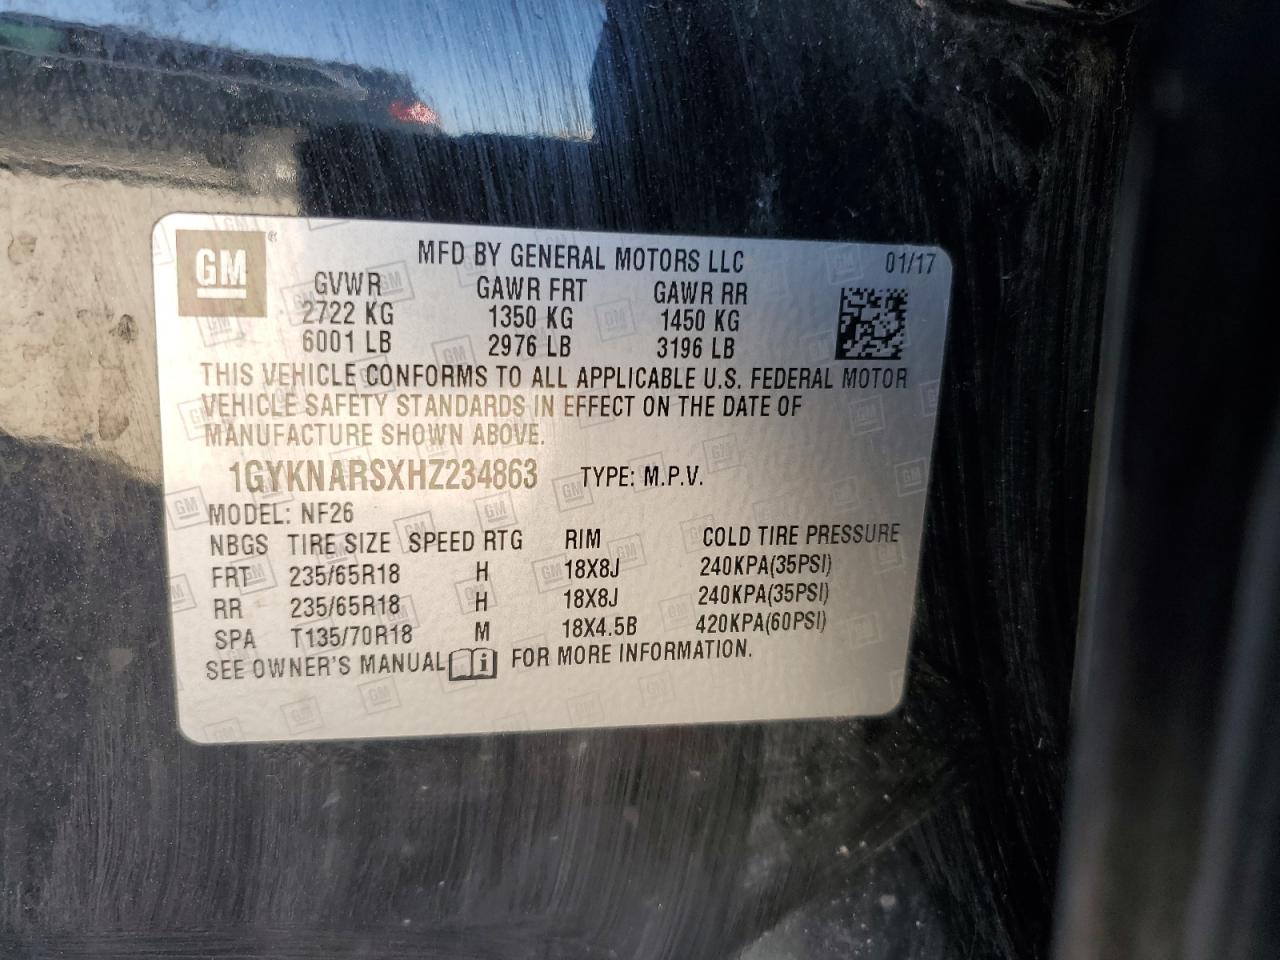 GM ® MFD BY GENERAL MOTORS LLC 01/17
GVWR GAWR FRT GAWR RR
2722 KG 1350 KG 1450 KG
6001 LB 2976 LB 3196 LB
THIS VEHICLE CONFORMS TO ALL APPLICABLE U.S. FEDERAL MOTOR
VEHICLE SAFETY STANDARDS IN EFFECT ON THE DATE OF
MANUFACTURE SHOWN ABOVE.
1GYKNARSXHZ234863 TYPE: M.P.V.
MODEL: NF26
NBGS TIRE SIZE SPEED RTG RIM COLD TIRE PRESSURE
FRT 235/65R18 H 18X8J 240KPA(35PSI)
RR 235/65R18 H 18X8J 240KPA(35PSI)
SPA T135/70R18 M 18X4.5B 420KPA(60PSI)
SEE OWNER'S MANUAL i FOR MORE INFORMATION.